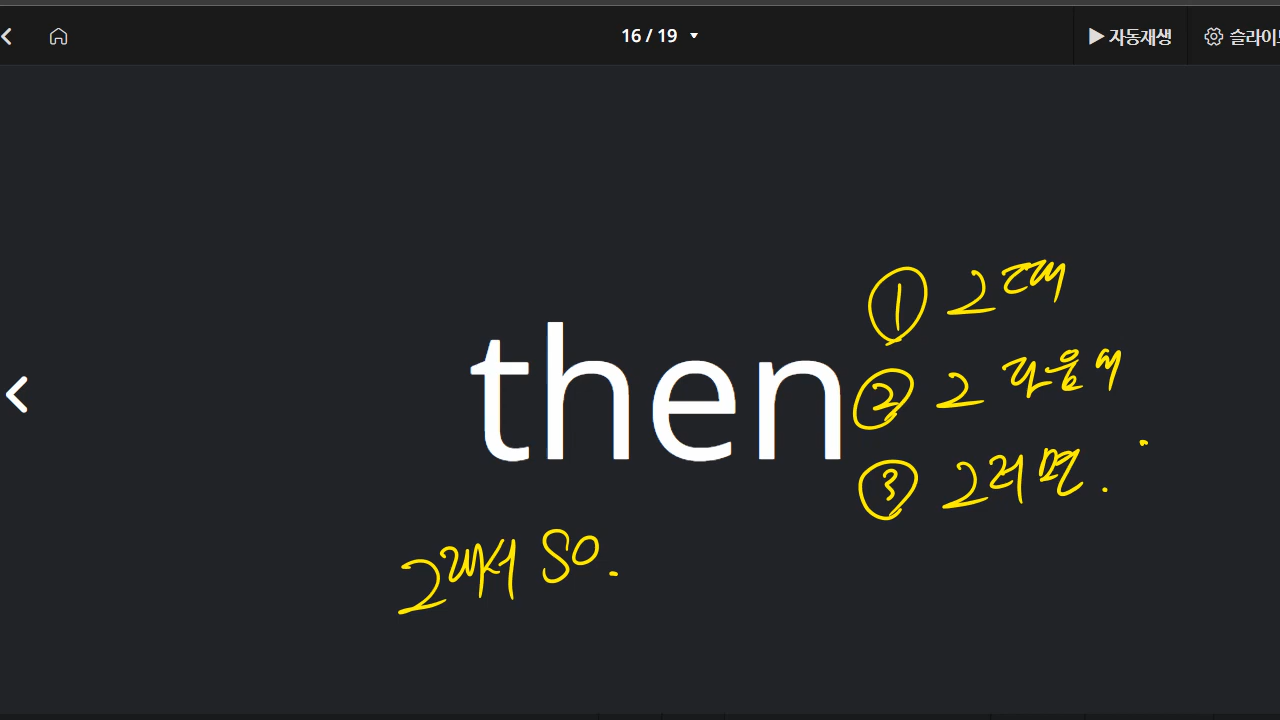 16 / 19
자동재생
슬라이드
① 그때
then
② 그 다음에
③ 그러면.
그래서 so.